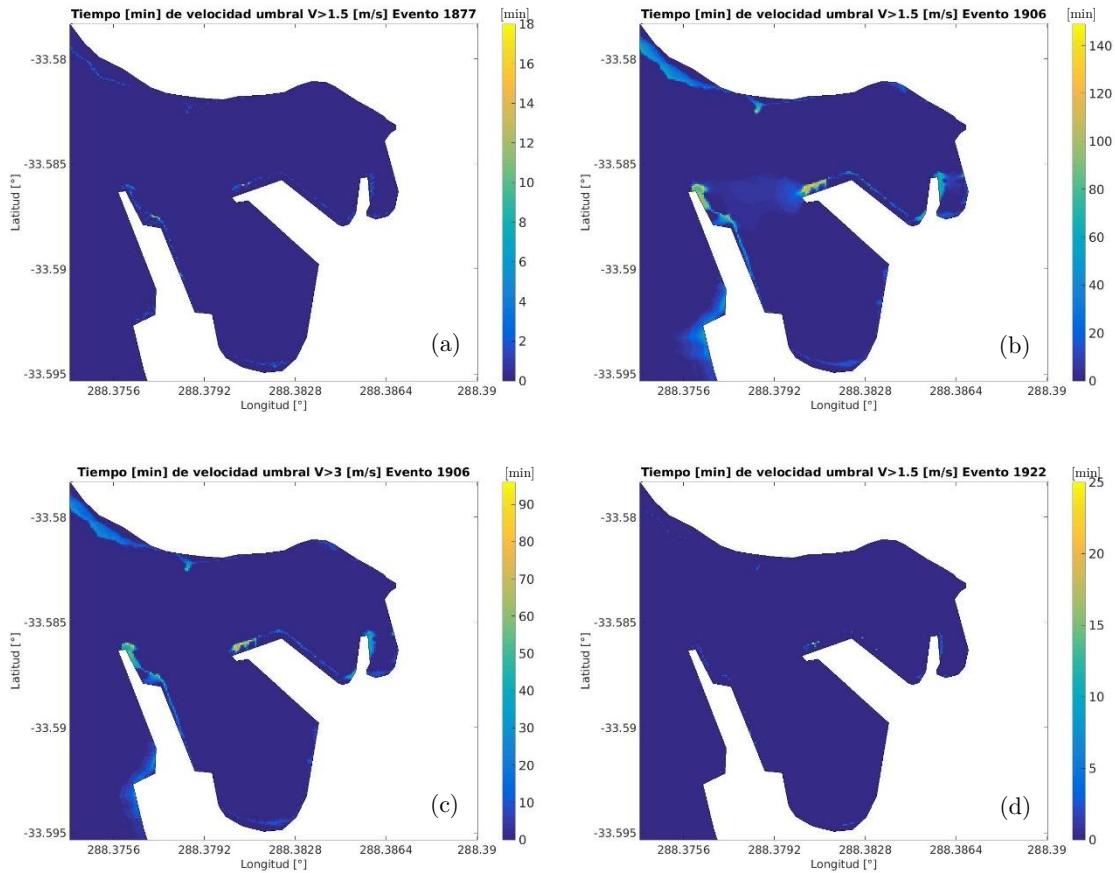 Tiempo [min] de velocidad umbral V>1.5 [m/s] Evento 1877 [min]
18
16
14
12
10
8
6
4
2
0
-33.58
-33.585
-33.59
-33.595
Latitud [°]
288.3756 288.3792 288.3828 288.3864 288.39
Longitud [°]
(a)
Tiempo [min] de velocidad umbral V>1.5 [m/s] Evento 1906 [min]
140
120
100
80
60
40
20
0
-33.58
-33.585
-33.59
-33.595
Latitud [°]
288.3756 288.3792 288.3828 288.3864 288.39
Longitud [°]
(b)
Tiempo [min] de velocidad umbral V>3 [m/s] Evento 1906 [min]
90
80
70
60
50
40
30
20
10
0
-33.58
-33.585
-33.59
-33.595
Latitud [°]
288.3756 288.3792 288.3828 288.3864 288.39
Longitud [°]
(c)
Tiempo [min] de velocidad umbral V>1.5 [m/s] Evento 1922 [min]
25
20
15
10
5
0
-33.58
-33.585
-33.59
-33.595
Latitud [°]
288.3756 288.3792 288.3828 288.3864 288.39
Longitud [°]
(d)